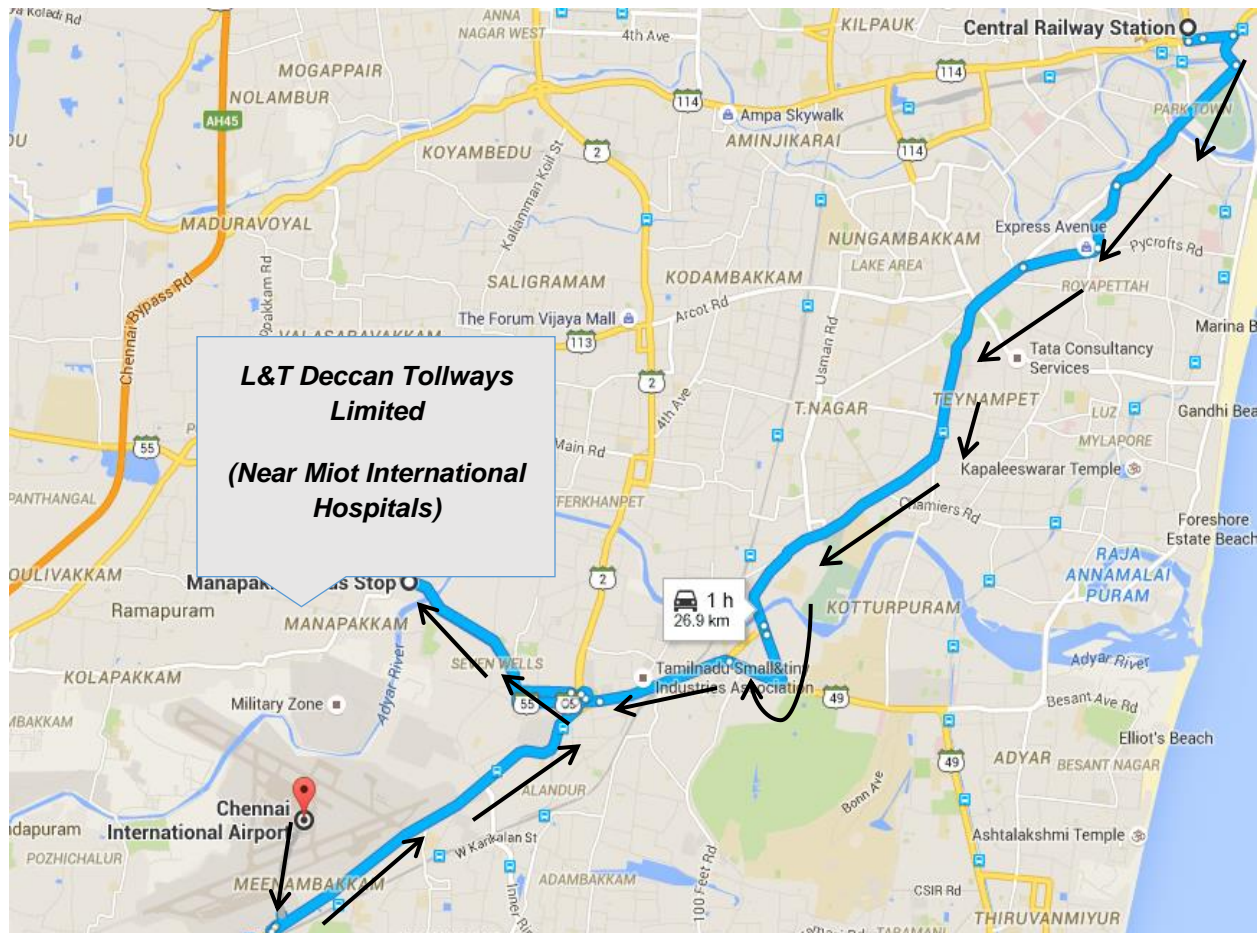 Koladi Rd
ANNA
NAGAR WEST
4th Ave
KILPAUK
Central Railway Station
MOGAPPAIR
NOLAMBUR
114
PARK TOWN
AH45
114
Ampa Skywalk
AMINJIKARAI
114
KOYAMBEDU
2
Kaliamman Koil St
MADURAVOYAL
NUNGAMBAKKAM
LAKE AREA
Express Avenue
Pycrofts Rd
ROYAPETTAH
SALIGRAMAM
KODAMBAKKAM
Chennai Bypass Rd
Arcot Rd
The Forum Vijaya Mall
113
Usman Rd
Marina B
VALASARAVAKKAM
Tata Consultancy
Services
L&T Deccan Tollways
Limited
(Near Miot International
Hospitals)
2
4th Ave
T.NAGAR
TEYNAMPET
LUZ
Gandhi Bea
MYLAPORE
55
Main Rd
Kapaleeswarar Temple
PANTHANGAL
FFERKHANPET
Chamiers Rd
Foreshore
Estate Beach
OULIVAKKAM
RAJA
ANNAMALAI
PURAM
2
1 h
26.9 km
KOTTURPURAM
Ramapuram
MANAPAKKAM
Adyar River
SEVEN WELLS
Adyar River
KOLAPAKKAM
Tamilnadu Small&tiny
Industries Association
Military Zone
55
49
Besant Ave Rd
MBAKKAM
Elliot's Beach
49
ADYAR
BESANT NAGAR
ALANDUR
Bonn Ave
Chennai
International Airport
ndapuram
W Karikalan St
Ashtalakshmi Temple
POZHICHALUR
MEENAMBAKKAM
ADAMBAKKAM
100 Feet Rd
CSIR Rd
THIRUVANMIYUR
TARAMANI